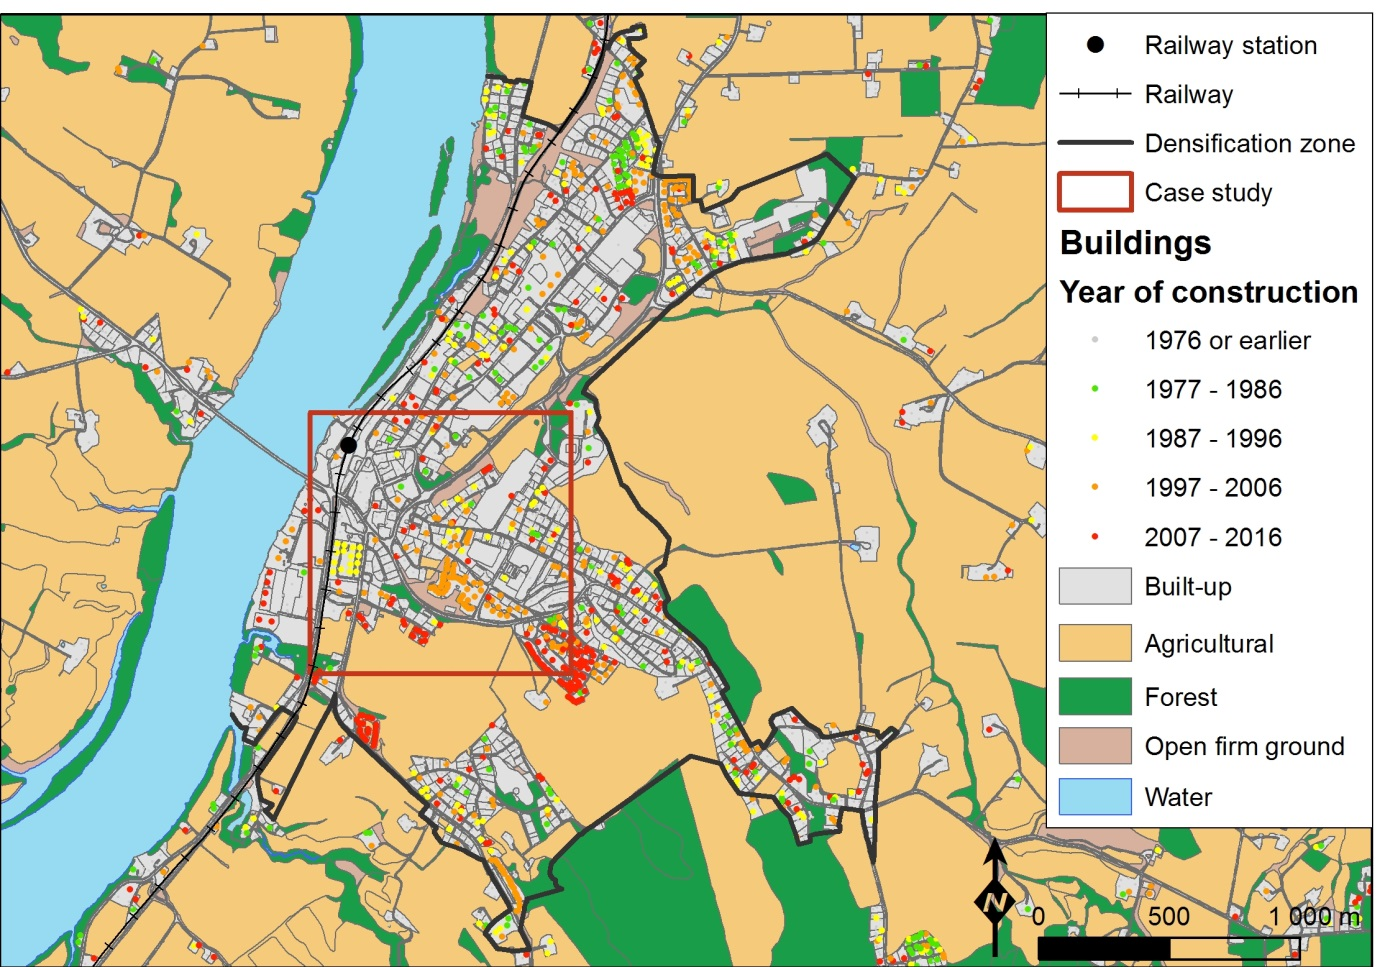 Railway station
Railway
Densification zone
Case study
Buildings
Year of construction
1976 or earlier
1977 - 1986
1987 - 1996
1997 - 2006
2007 - 2016
Built-up
Agricultural
Forest
Open firm ground
Water
N
0 500 1 000 m